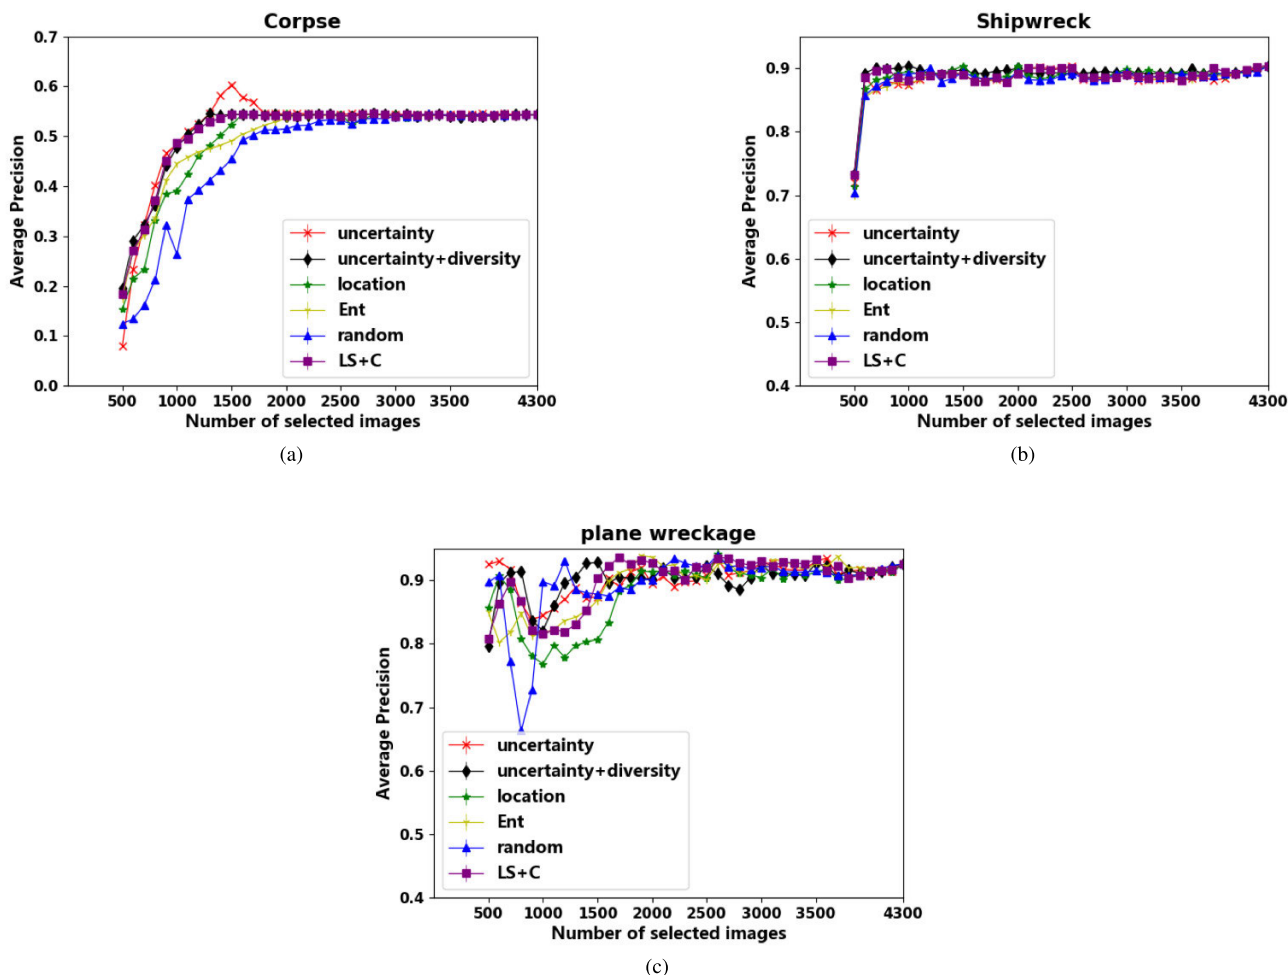 Corpse
0.7
0.6
0.5
0.4
0.3
0.2
0.1
0.0
Average Precision
uncertainty
uncertainty+diversity
location
Ent
random
LS+C
500 1000 1500 2000 2500 3000 3500 4300
Number of selected images
(a)
Shipwreck
0.9
0.8
0.7
0.6
0.5
0.4
Average Precision
uncertainty
uncertainty+diversity
location
Ent
random
LS+C
500 1000 1500 2000 2500 3000 3500 4300
Number of selected images
(b)
plane wreckage
0.9
0.8
0.7
0.6
0.5
0.4
Average Precision
uncertainty
uncertainty+diversity
location
Ent
random
LS+C
500 1000 1500 2000 2500 3000 3500 4300
Number of selected images
(c)